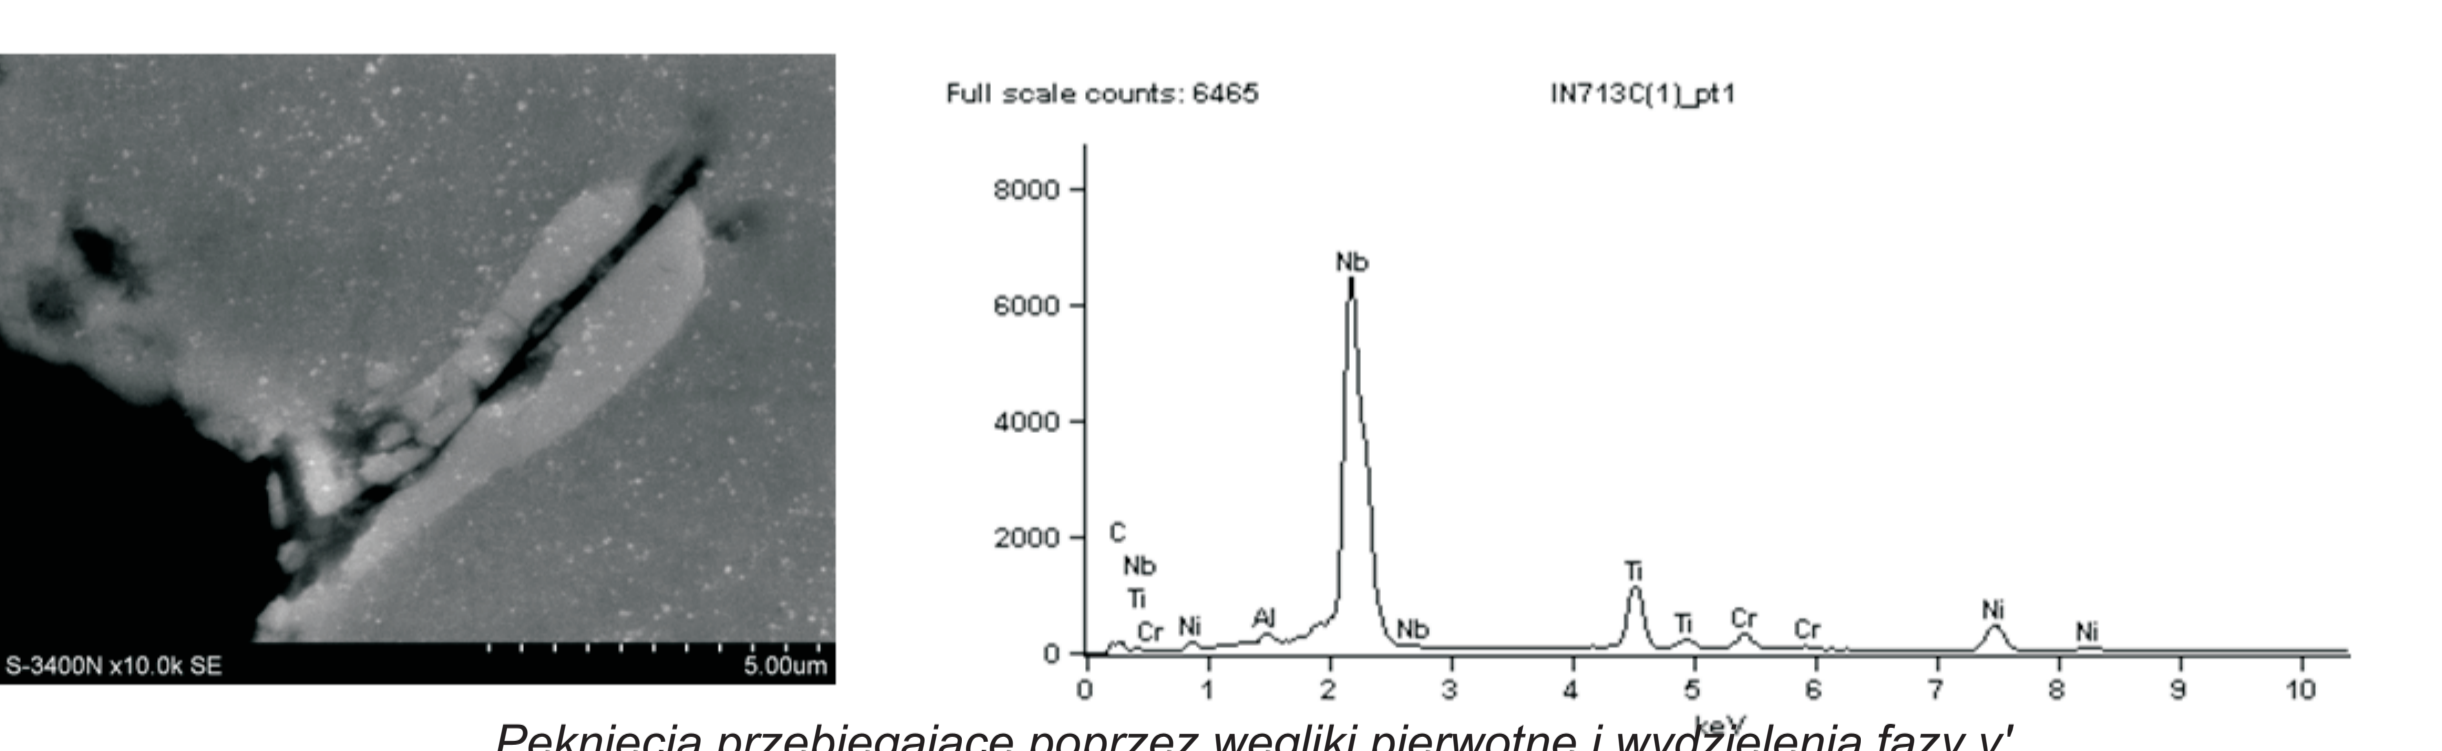 Full scale counts: 6465
IN713C(1)_pt1
8000
6000
4000
2000
0
C
Nb
Ti
Cr
Ni
Al
Nb
Nb
Ti
Ti
Cr
Cr
Ni
Ni
0 1 2 3 4 5 6 7 8 9 10
keV
S-3400N x10.0k SE 5.00um
Pęknięcia przebiegające poprzez węgliki pierwotne i wydzielenia fazy γ'